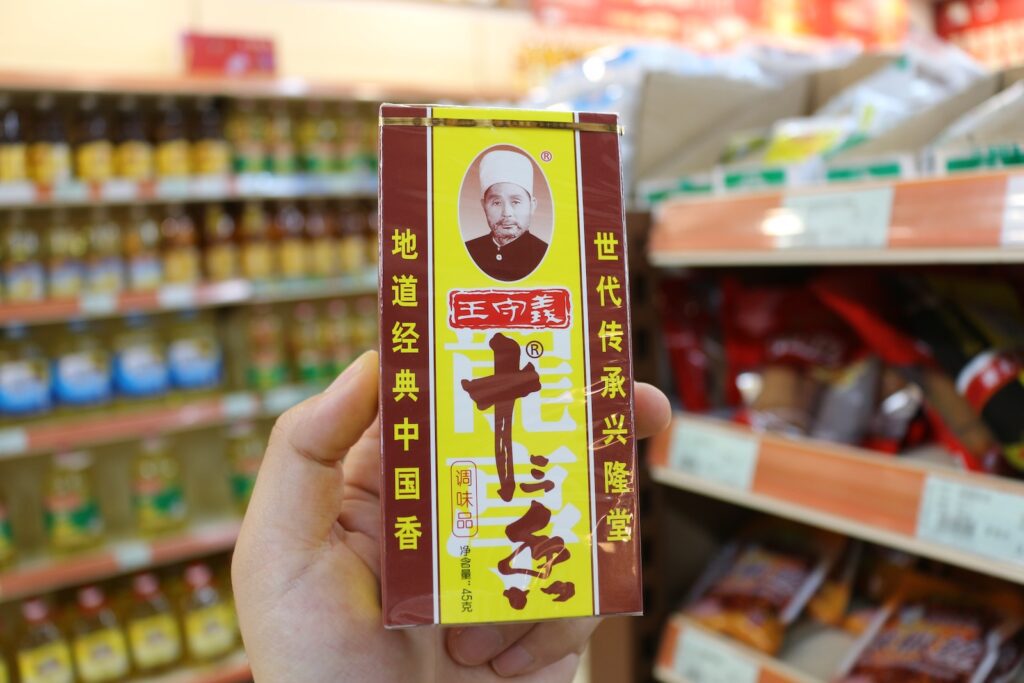 ®
王守義
世代传承兴隆堂
地道经典中国香
十三香®
调味品
净含量:45克